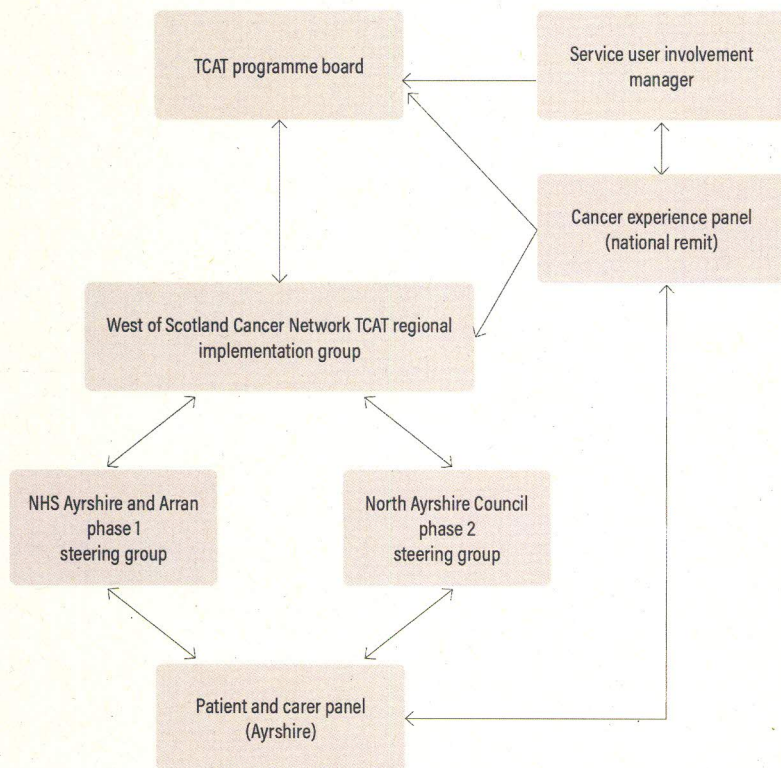 TCAT programme board
Service user involvement
manager
Cancer experience panel
(national remit)
West of Scotland Cancer Network TCAT regional
implementation group
NHS Ayrshire and Arran
phase 1
steering group
North Ayrshire Council
phase 2
steering group
Patient and carer panel
(Ayrshire)